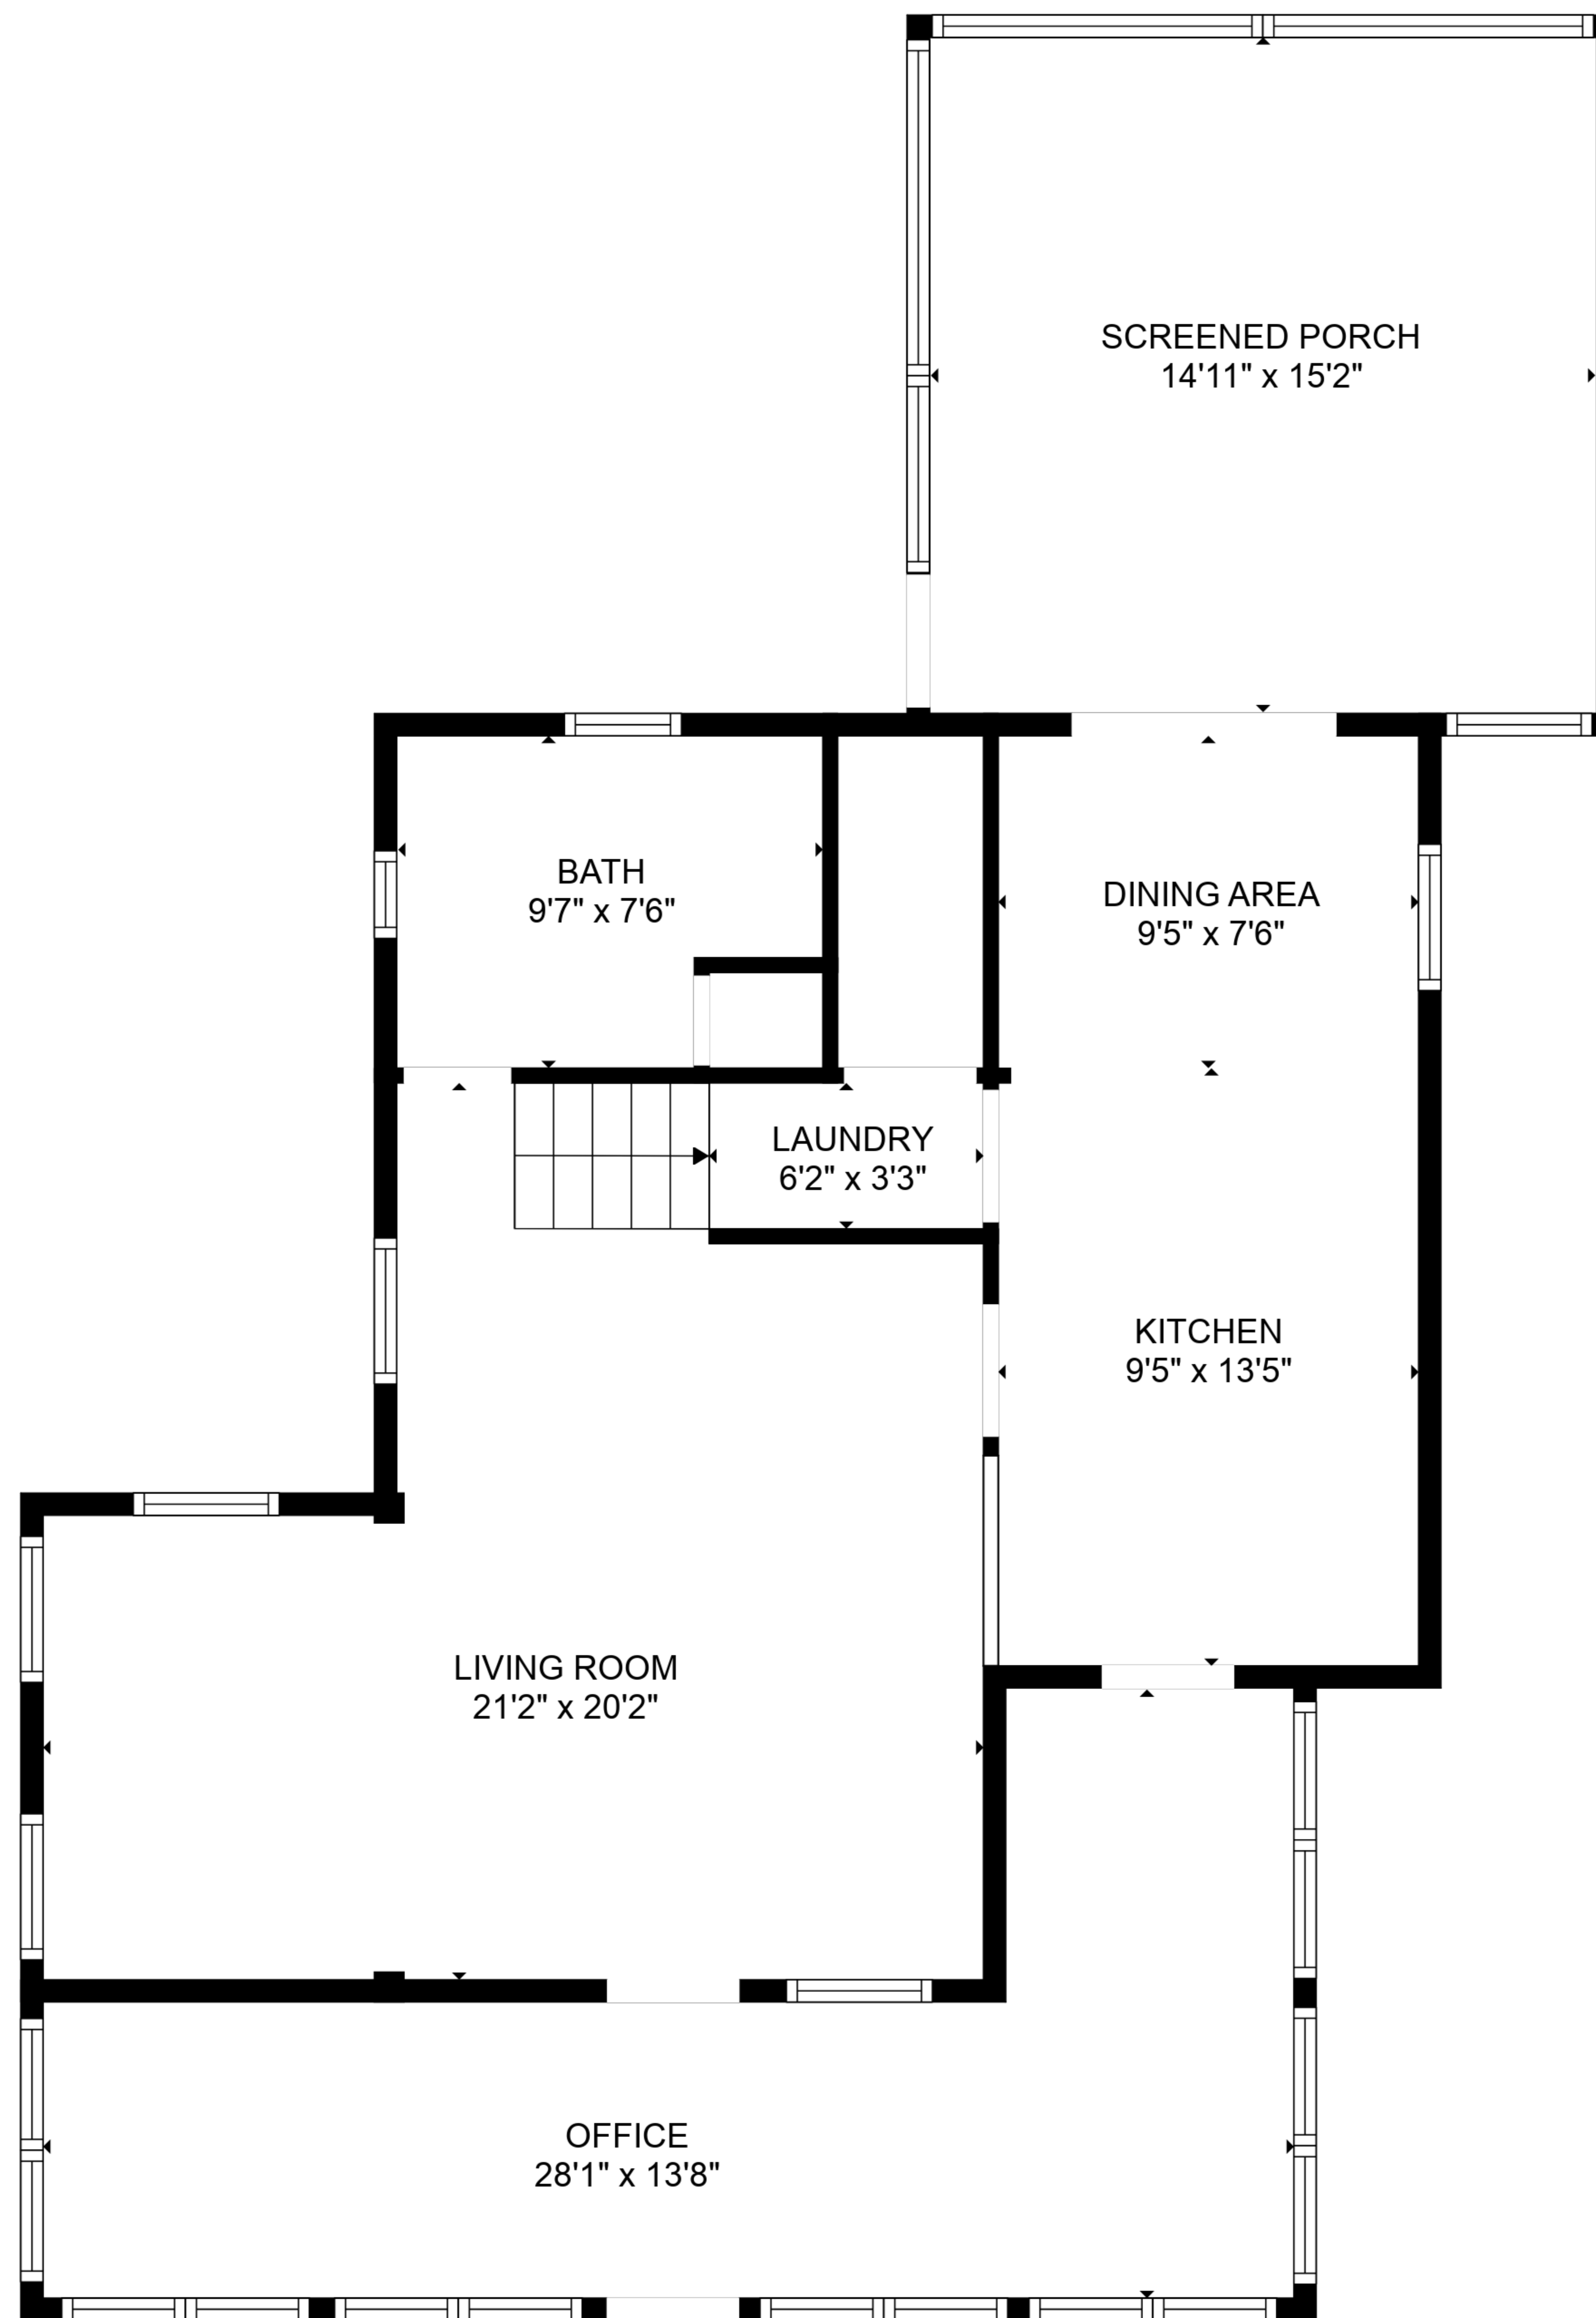 SCREENED PORCH
14'11" x 15'2"
BATH
9'7" x 7'6"
DINING AREA
9'5" x 7'6"
LAUNDRY
6'2" x 3'3"
KITCHEN
9'5" x 13'5"
LIVING ROOM
21'2" x 20'2"
OFFICE
28'1" x 13'8"